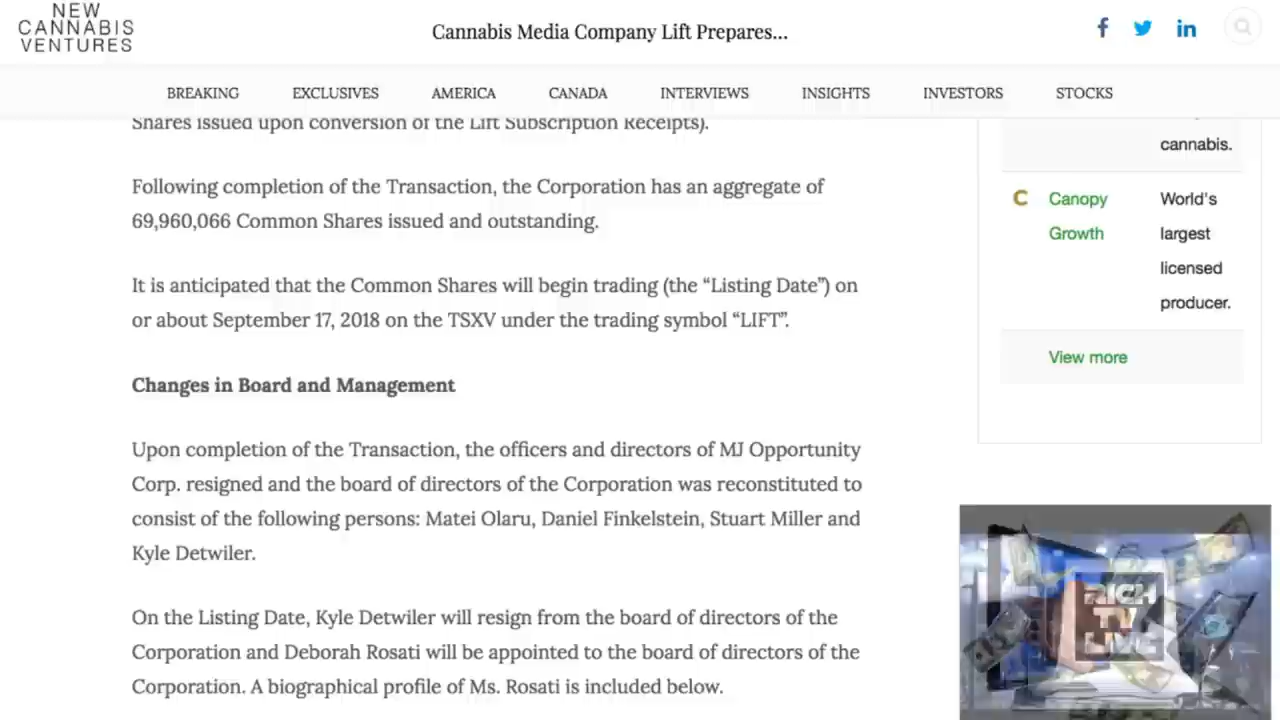 NEW
CANNABIS
VENTURES
Cannabis Media Company Lift Prepares...
BREAKING EXCLUSIVES AMERICA CANADA INTERVIEWS INSIGHTS INVESTORS STOCKS
Shares issued upon conversion of the Lift Subscription Receipts).
Following completion of the Transaction, the Corporation has an aggregate of
69,960,066 Common Shares issued and outstanding.
It is anticipated that the Common Shares will begin trading (the “Listing Date”) on
or about September 17, 2018 on the TSXV under the trading symbol “LIFT”.
Changes in Board and Management
Upon completion of the Transaction, the officers and directors of MJ Opportunity
Corp. resigned and the board of directors of the Corporation was reconstituted to
consist of the following persons: Matei Olaru, Daniel Finkelstein, Stuart Miller and
Kyle Detwiler.
On the Listing Date, Kyle Detwiler will resign from the board of directors of the
Corporation and Deborah Rosati will be appointed to the board of directors of the
Corporation. A biographical profile of Ms. Rosati is included below.
cannabis.
C Canopy
Growth
World's
largest
licensed
producer.
View more
RICH
TV
LIVE